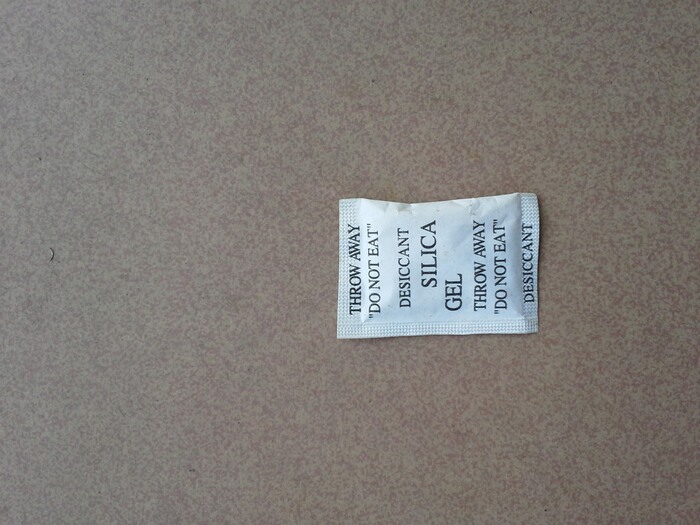 THROW AWAY
"DO NOT EAT"
DESICCANT
SILICA
GEL
THROW AWAY
"DO NOT EAT"
DESICCANT